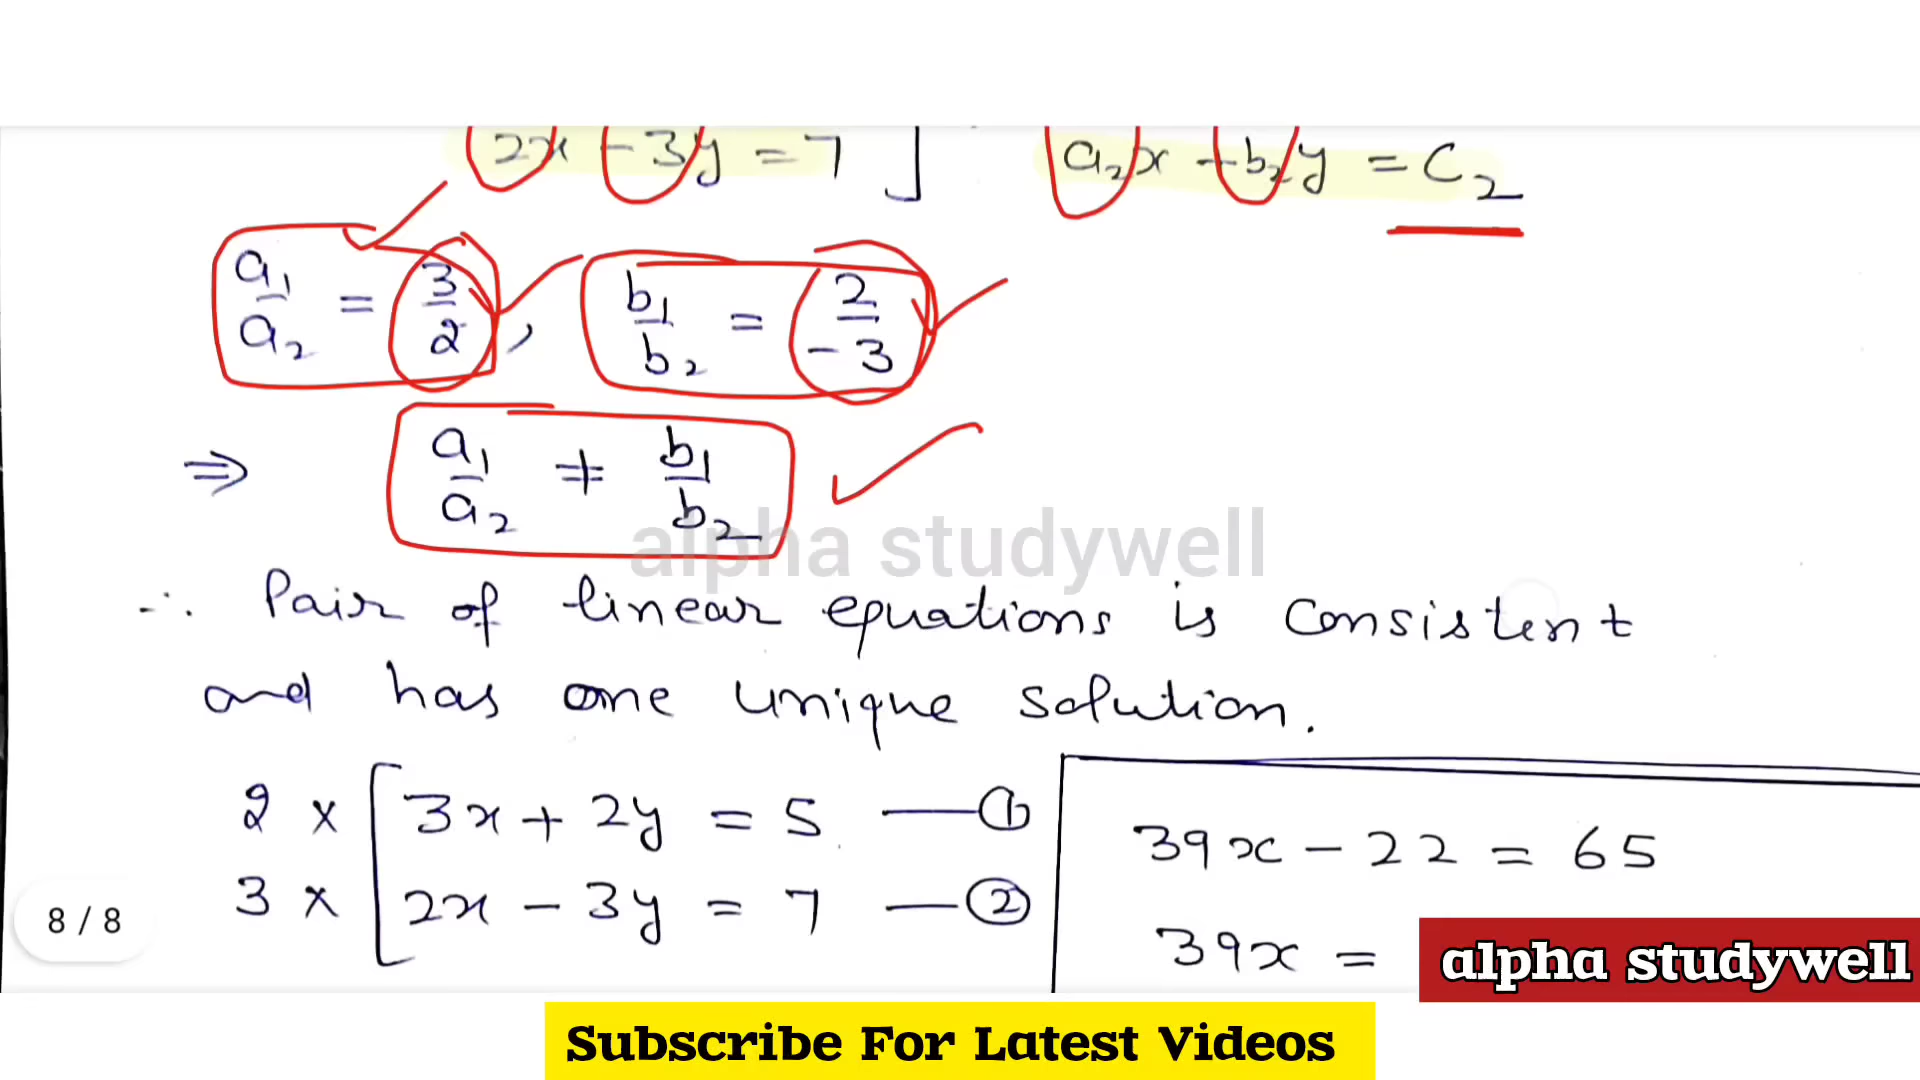 2x - 3y = 7 ] a₂x + b₂y = C₂
a₁/a₂ = 3/2 , b₁/b₂ = 2/-3
⇒ a₁/a₂ ≠ b₁/b₂
alpha studywell
∴ Pair of linear equations is consistent
and has one unique solution.
2 × [ 3x + 2y = 5 — ①
3 × [ 2x - 3y = 7 — ②
39x - 22 = 65
39x =
8 / 8
alpha studywell
Subscribe For Latest Videos